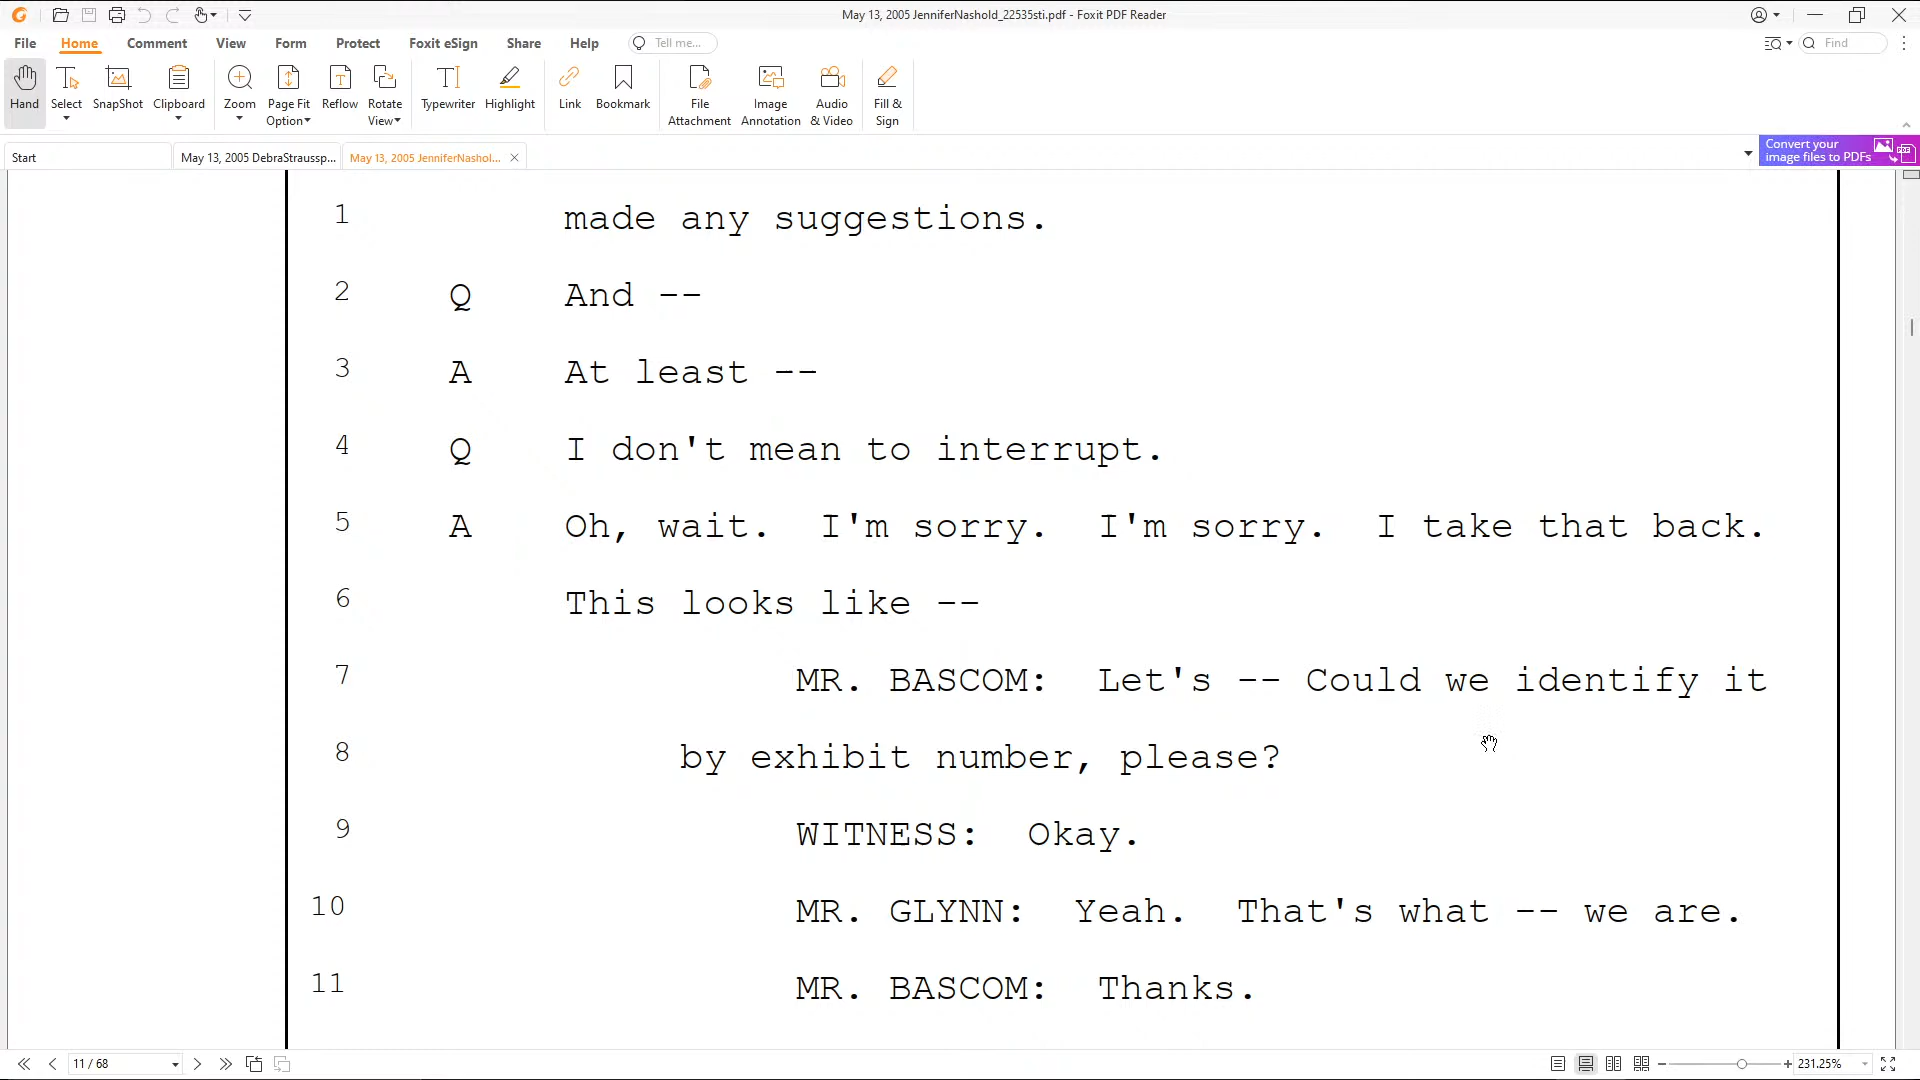 May 13, 2005 JenniferNashold_22535sti.pdf - Foxit PDF Reader
File Home Comment View Form Protect Foxit eSign Share Help Tell me... Find
Hand Select SnapShot Clipboard Zoom Page Fit Option Reflow Rotate View Typewriter Highlight Link Bookmark File Attachment Image Annotation Audio & Video Fill & Sign
Start May 13, 2005 DebraStraussp... May 13, 2005 JenniferNashol...
Convert your
image files to PDFs
1 made any suggestions.
2 Q And --
3 A At least --
4 Q I don't mean to interrupt.
5 A Oh, wait. I'm sorry. I'm sorry. I take that back.
6 This looks like --
7 MR. BASCOM: Let's -- Could we identify it
8 by exhibit number, please?
9 WITNESS: Okay.
10 MR. GLYNN: Yeah. That's what -- we are.
11 MR. BASCOM: Thanks.
11 / 68 231.25%